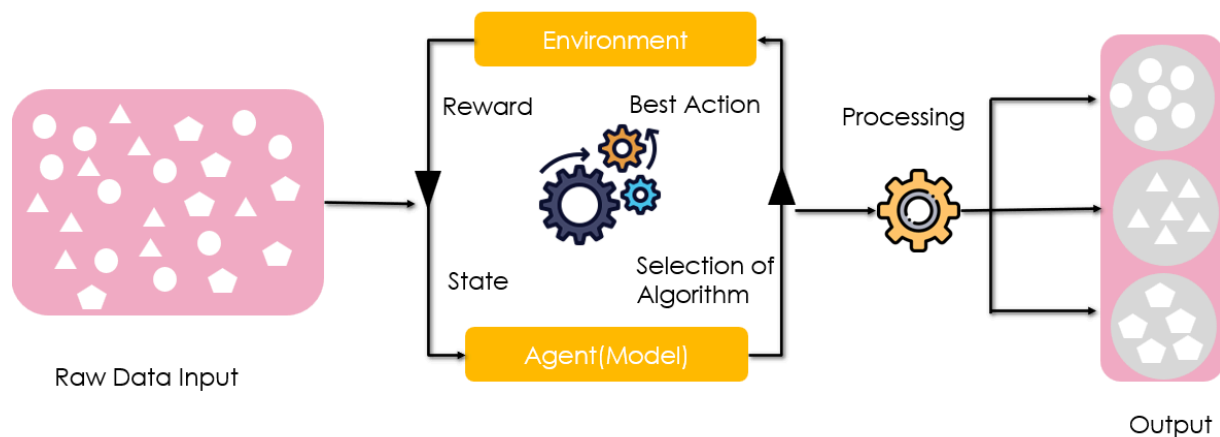 Environment
Reward
Best Action
Processing
State
Selection of
Algorithm
Agent(Model)
Raw Data Input
Output